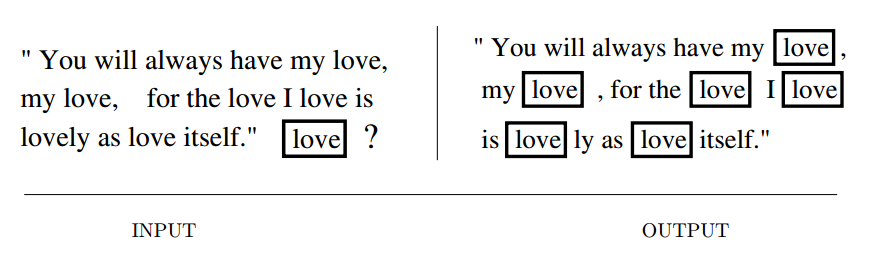 " You will always have my love,
my love, for the love I love is
lovely as love itself." love ?
" You will always have my love ,
my love , for the love I love
is love ly as love itself."
INPUT
OUTPUT